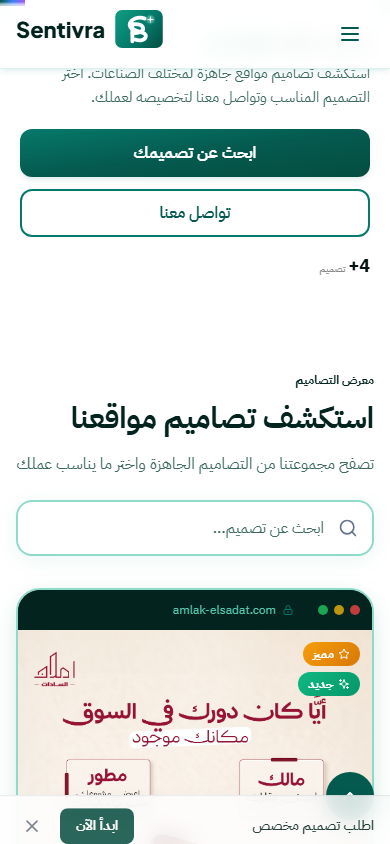 Sentivra
استكشف تصاميم مواقع جاهزة لمختلف الصناعات. اختر
التصميم المناسب وتواصل معنا لتخصيصه لعملك.
ابحث عن تصميمك
تواصل معنا
+4 تصميم
معرض التصاميم
استكشف تصاميم مواقعنا
تصفح مجموعتنا من التصاميم الجاهزة واختر ما يناسب عملك
ابحث عن تصميم...
amlak-elsadat.com
مميز
جديد
املاك
السادات
أيًا كان دورك في السوق
مكانك موجود
مالك
مطور
اطلب تصميم مخصص
ابدأ الآن